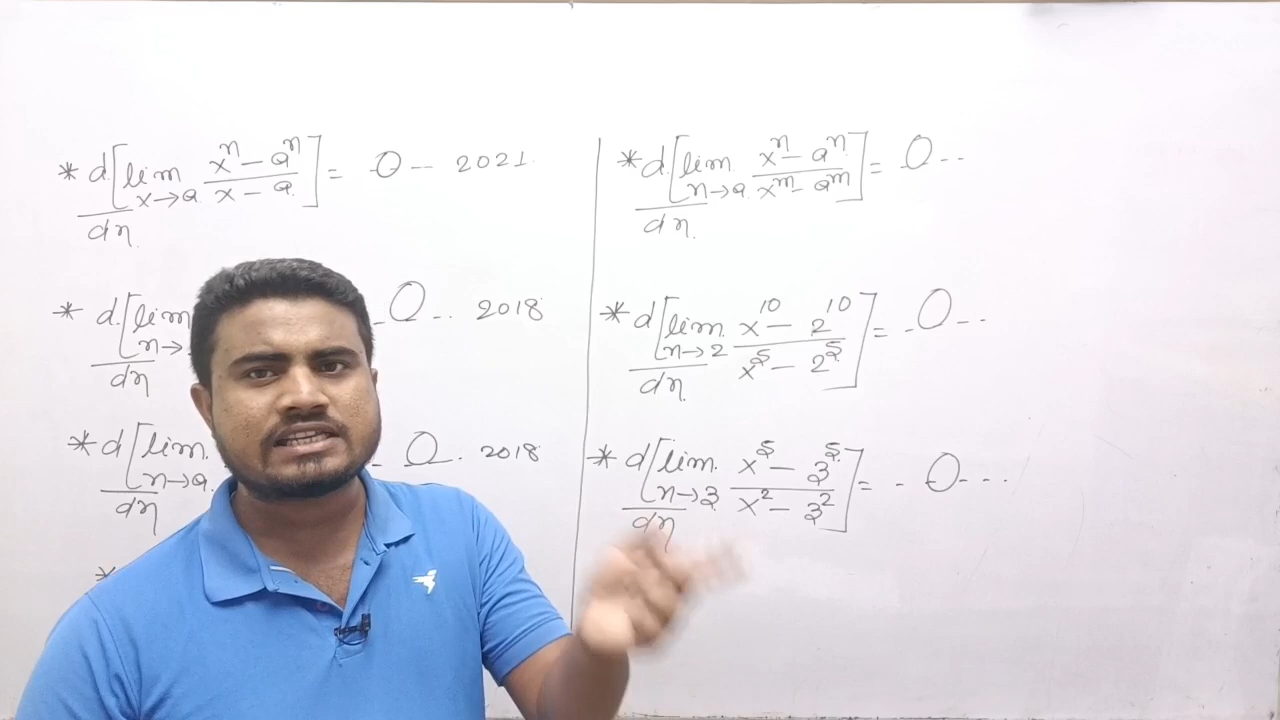 * d/dx [lim x→a (xⁿ - aⁿ)/(x - a)] = 0 -- 2021
* d/dx [lim x→ - 0 -- 2018
* d/dx [lim x→a - 0 . 2018
*
* d/dx [lim x→a (xⁿ - aⁿ)/(xᵐ - aᵐ)] = 0 --
* d/dx [lim x→2 (x¹⁰ - 2¹⁰)/(x⁵ - 2⁵)] = - 0 --
* d/dx [lim x→3 (x⁵ - 3⁵)/(x² - 3²)] = - 0 ---